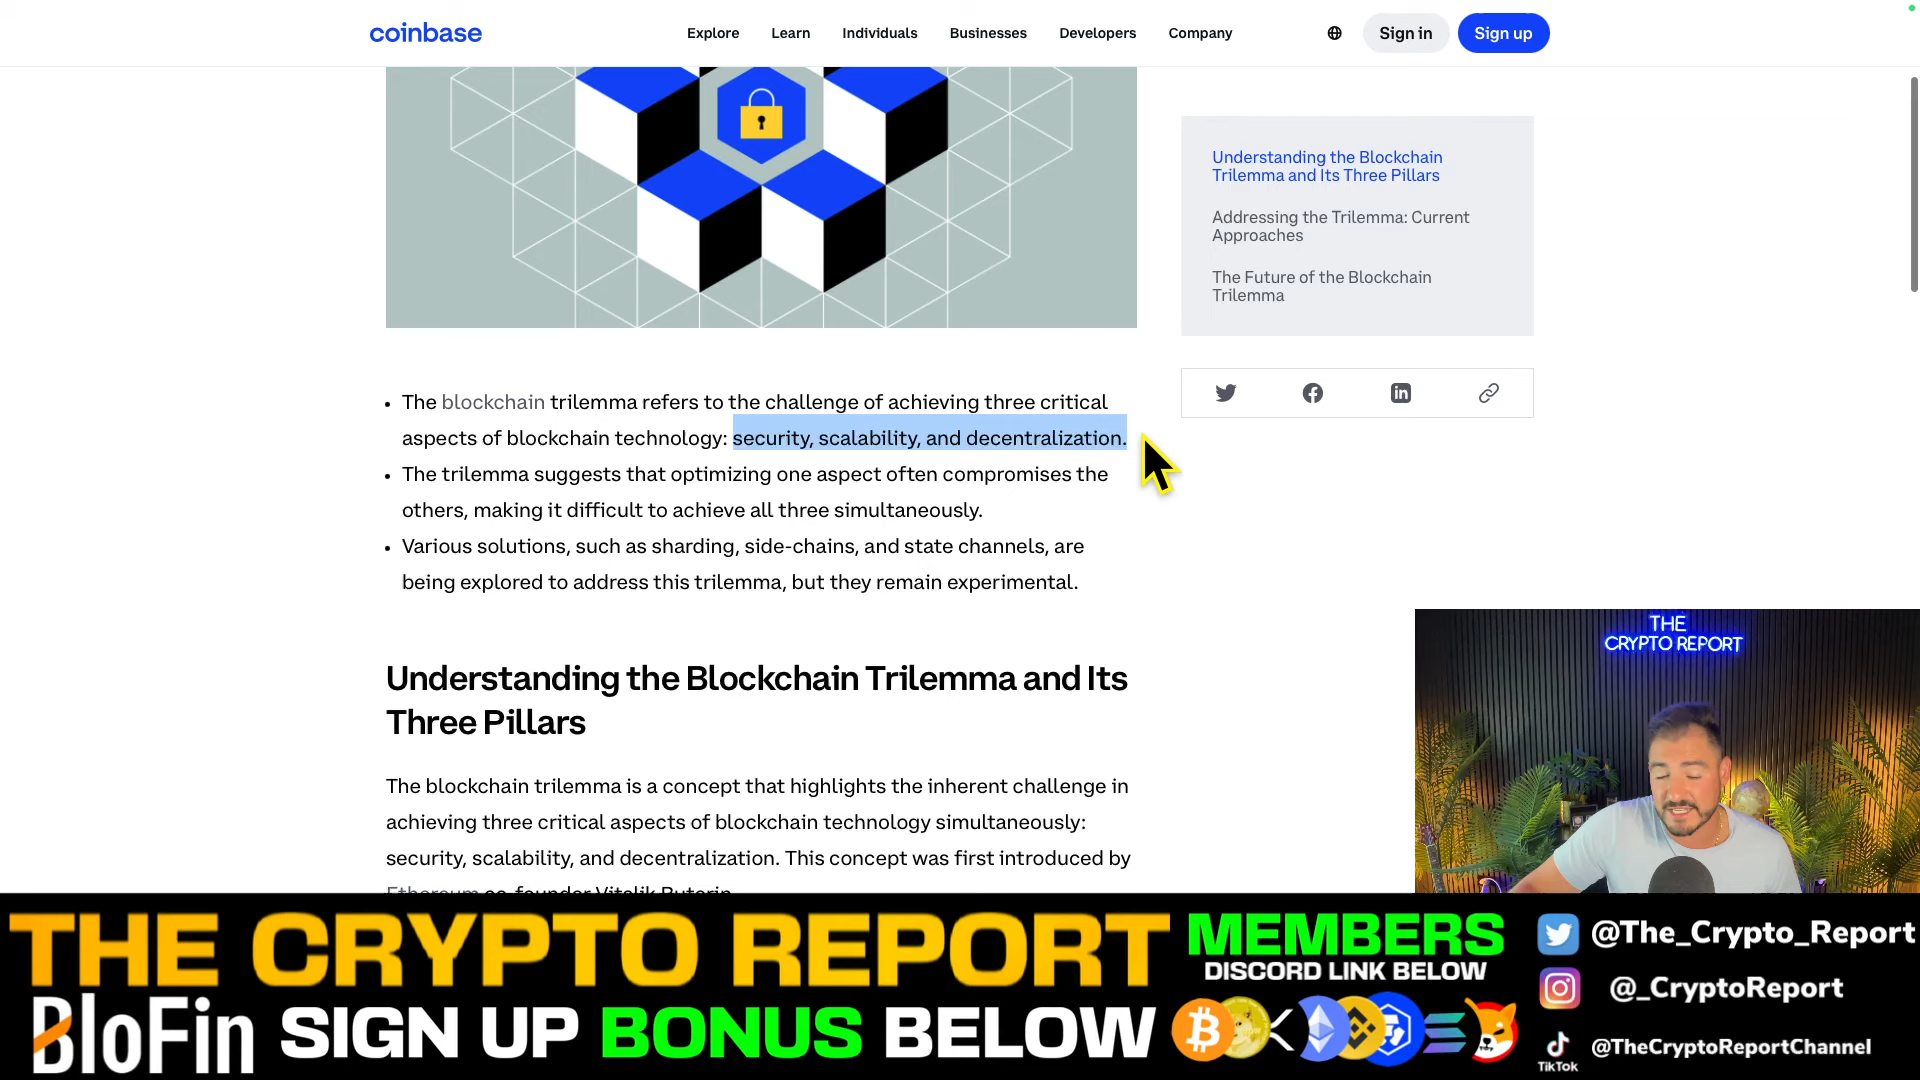 coinbase
Explore
Learn
Individuals
Businesses
Developers
Company
Sign in
Sign up
Understanding the Blockchain
Trilemma and Its Three Pillars
Addressing the Trilemma: Current
Approaches
The Future of the Blockchain
Trilemma
The blockchain trilemma refers to the challenge of achieving three critical
aspects of blockchain technology: security, scalability, and decentralization.
The trilemma suggests that optimizing one aspect often compromises the
others, making it difficult to achieve all three simultaneously.
Various solutions, such as sharding, side-chains, and state channels, are
being explored to address this trilemma, but they remain experimental.
Understanding the Blockchain Trilemma and Its
Three Pillars
The blockchain trilemma is a concept that highlights the inherent challenge in
achieving three critical aspects of blockchain technology simultaneously:
security, scalability, and decentralization. This concept was first introduced by
Ethereum co-founder Vitalik Buterin
THE
CRYPTO REPORT
THE CRYPTO REPORT
BloFin SIGN UP BONUS BELOW
MEMBERS
DISCORD LINK BELOW
@The_Crypto_Report
@_CryptoReport
TikTok
@TheCryptoReportChannel